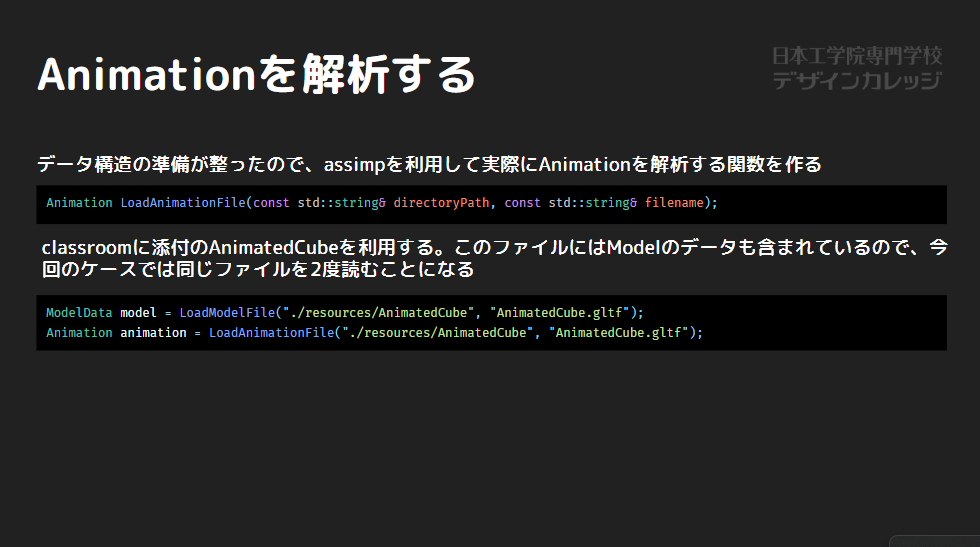 Animationを解析する
日本工学院専門学校
デザインカレッジ
データ構造の準備が整ったので、assimpを利用して実際にAnimationを解析する関数を作る
Animation LoadAnimationFile(const std::string& directoryPath, const std::string& filename);
classroomに添付のAnimatedCubeを利用する。このファイルにはModelのデータも含まれているので、今
回のケースでは同じファイルを2度読むことになる
ModelData model = LoadModelFile("./resources/AnimatedCube", "AnimatedCube.gltf");
Animation animation = LoadAnimationFile("./resources/AnimatedCube", "AnimatedCube.gltf");